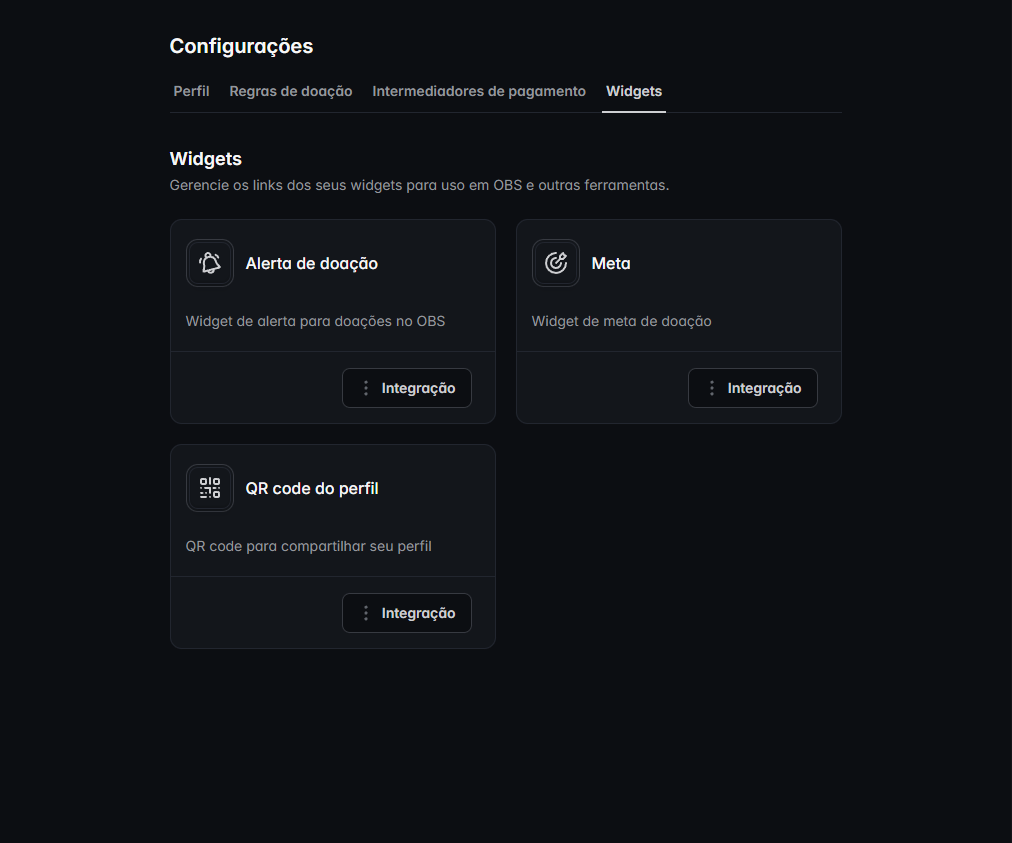 Configurações
Perfil Regras de doação Intermediadores de pagamento Widgets
Widgets
Gerencie os links dos seus widgets para uso em OBS e outras ferramentas.
Alerta de doação
Widget de alerta para doações no OBS
Integração
Meta
Widget de meta de doação
Integração
QR code do perfil
QR code para compartilhar seu perfil
Integração